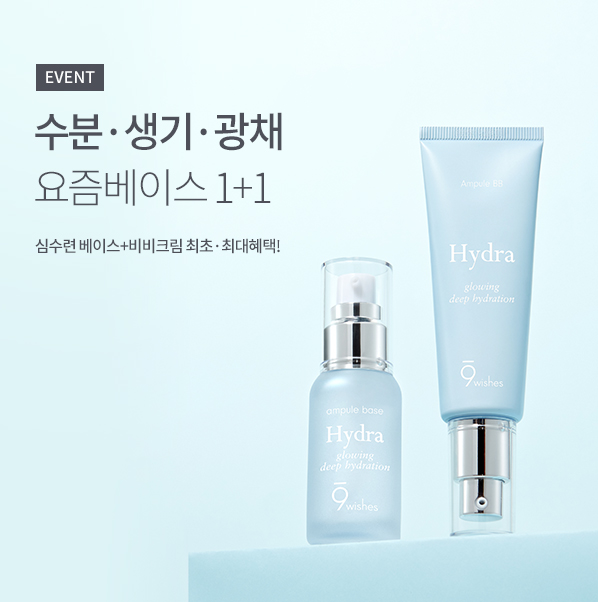 EVENT
수분·생기·광채
요즘베이스 1+1
심수련 베이스+비비크림 최초·최대혜택!
Ampule BB
Hydra
glowing
deep hydration
9wishes
ampule base
Hydra
glowing
deep hydration
9wishes